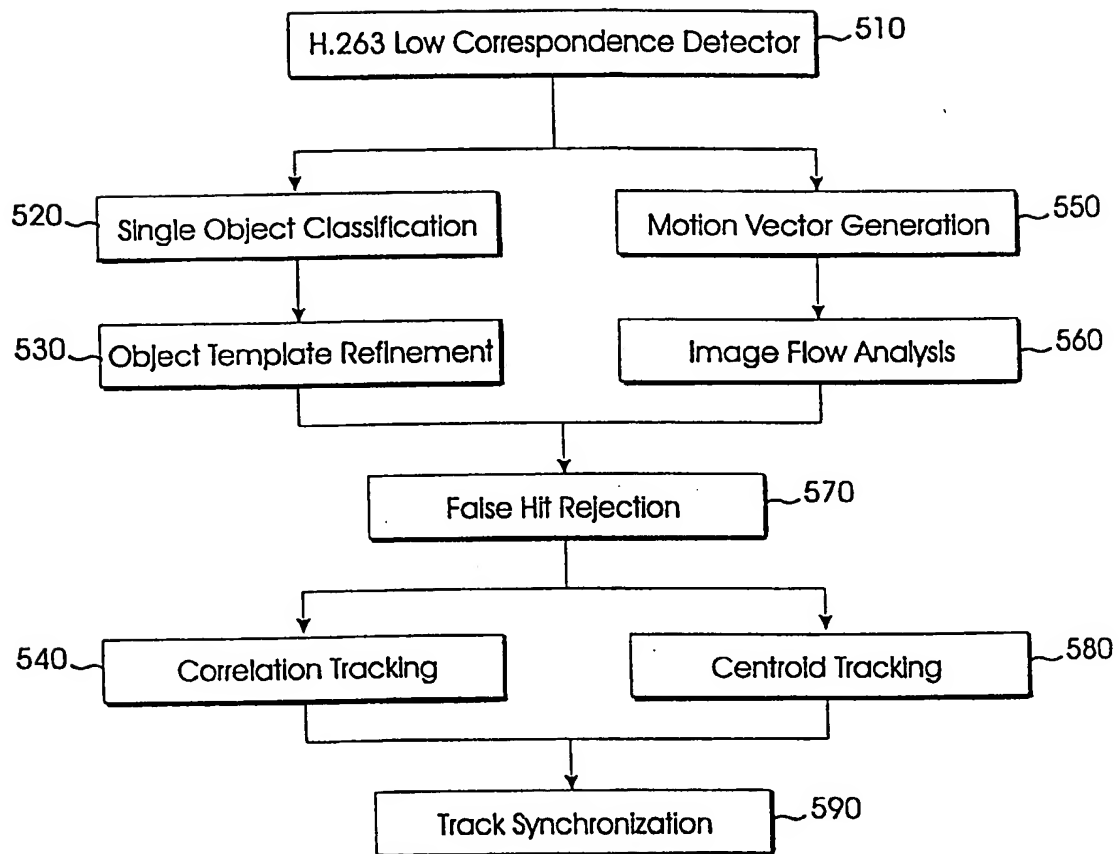 H.263 Low Correspondence Detector 510
520 Single Object Classification
Motion Vector Generation 550
530 Object Template Refinement
Image Flow Analysis 560
False Hit Rejection 570
540 Correlation Tracking
Centroid Tracking 580
Track Synchronization 590